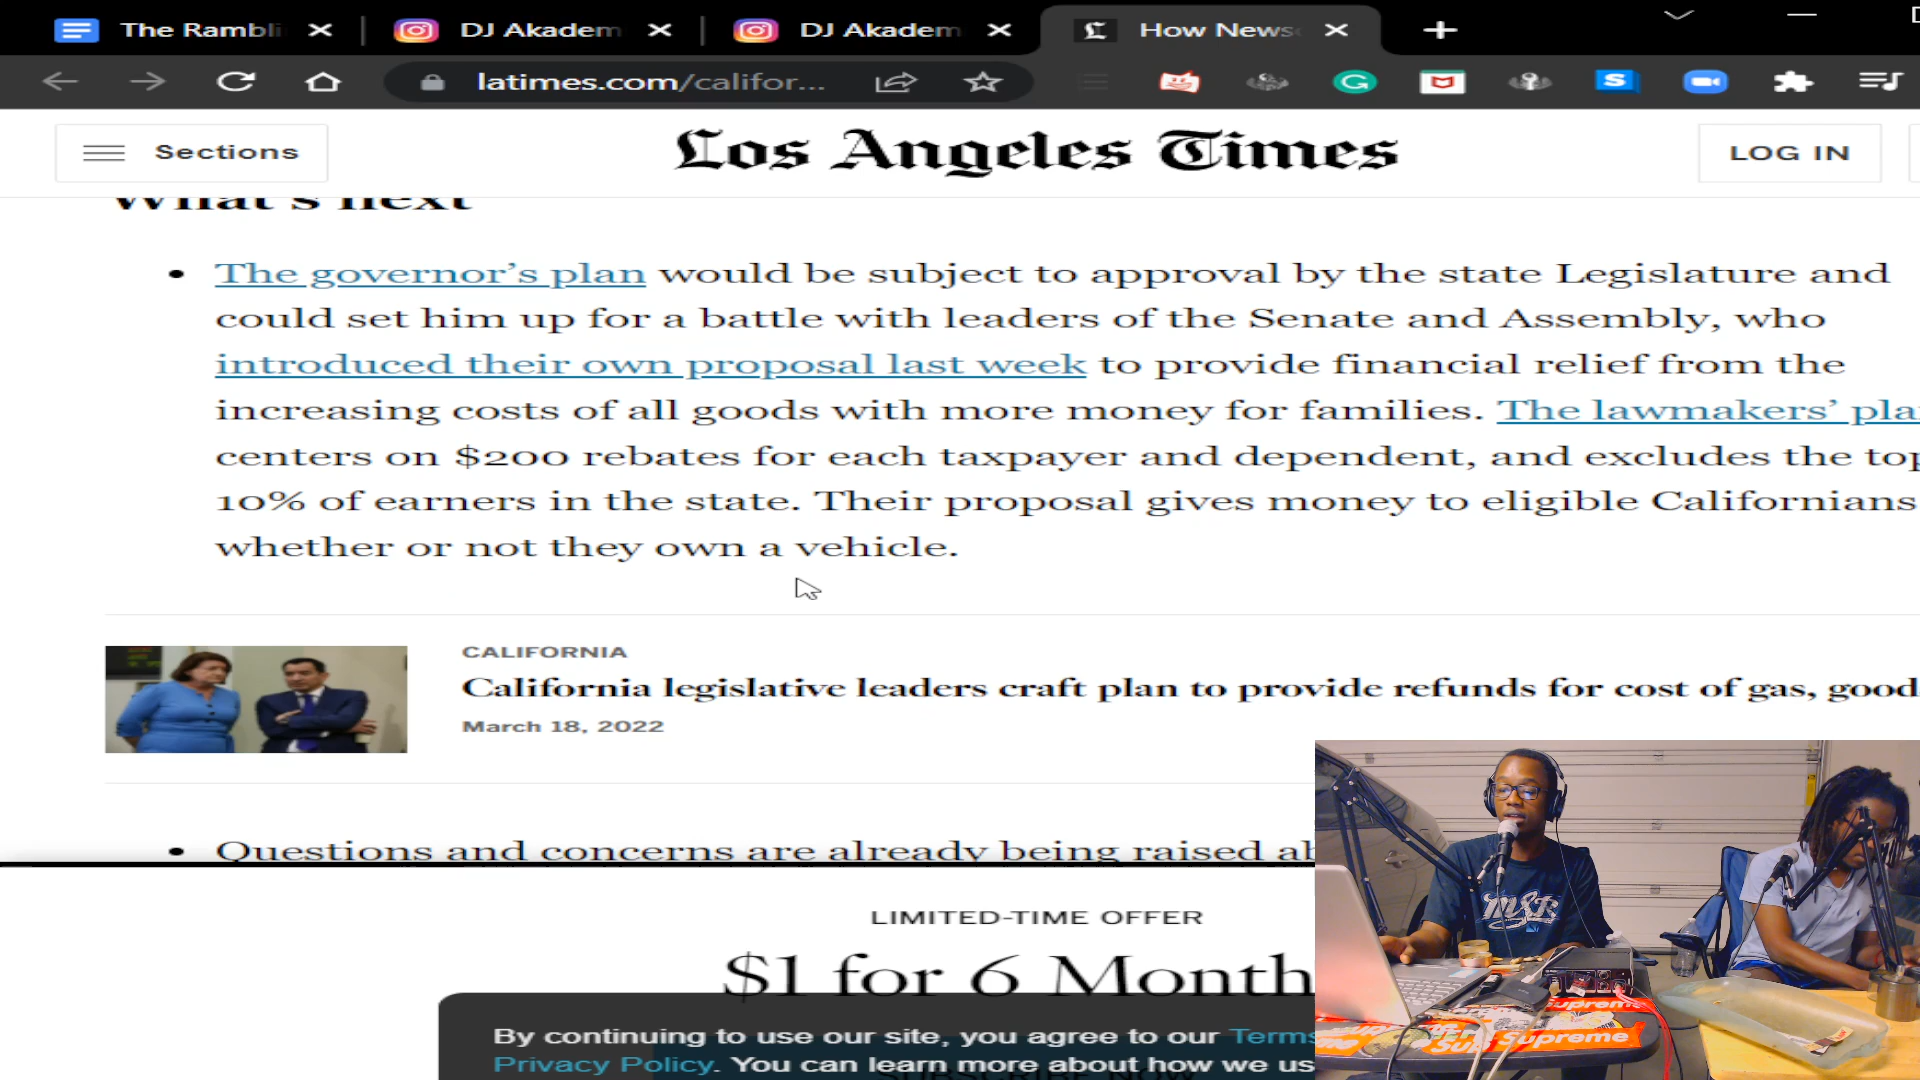 The Rambli
DJ Akadem
DJ Akadem
How News
latimes.com/califor...
Sections
Los Angeles Times
LOG IN
What's next
The governor's plan would be subject to approval by the state Legislature and
could set him up for a battle with leaders of the Senate and Assembly, who
introduced their own proposal last week to provide financial relief from the
increasing costs of all goods with more money for families. The lawmakers' pla
centers on $200 rebates for each taxpayer and dependent, and excludes the top
10% of earners in the state. Their proposal gives money to eligible Californians
whether or not they own a vehicle.
CALIFORNIA
California legislative leaders craft plan to provide refunds for cost of gas, good
March 18, 2022
Questions and concerns are already being raised ab
LIMITED-TIME OFFER
$1 for 6 Month
By continuing to use our site, you agree to our Terms
Privacy Policy. You can learn more about how we us
SUBSCRIBE NOW
Supreme
Supreme